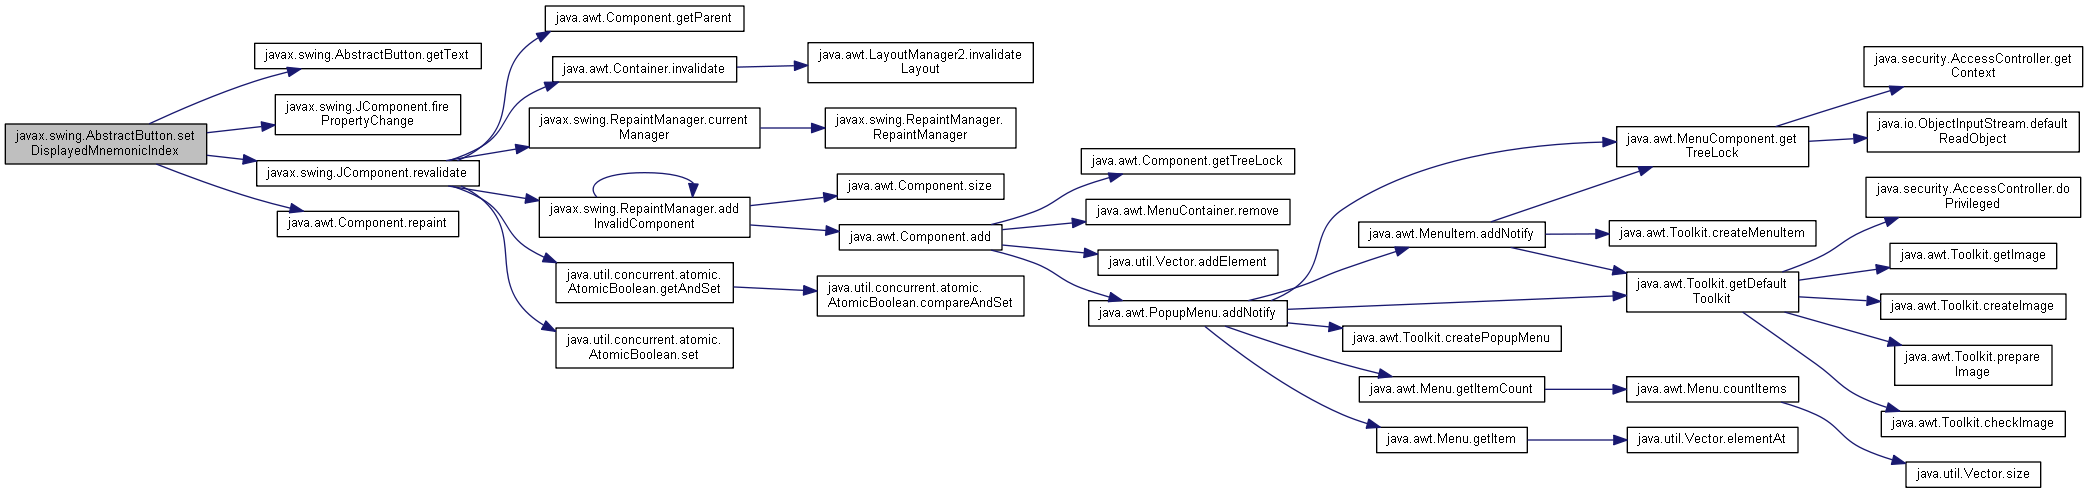 javax.swing.AbstractButton.set
DisplayedMnemonicIndex
javax.swing.AbstractButton.getText
javax.swing.JComponent.fire
PropertyChange
javax.swing.JComponent.revalidate
java.awt.Component.repaint
java.awt.Component.getParent
java.awt.Container.invalidate
javax.swing.RepaintManager.current
Manager
javax.swing.RepaintManager.add
InvalidComponent
java.util.concurrent.atomic.
AtomicBoolean.getAndSet
java.util.concurrent.atomic.
AtomicBoolean.set
java.awt.LayoutManager2.invalidate
Layout
javax.swing.RepaintManager.
RepaintManager
java.awt.Component.size
java.awt.Component.add
java.util.concurrent.atomic.
AtomicBoolean.compareAndSet
java.awt.Component.getTreeLock
java.awt.MenuContainer.remove
java.util.Vector.addElement
java.awt.PopupMenu.addNotify
java.awt.MenuItem.addNotify
java.awt.Toolkit.createPopupMenu
java.awt.Menu.getItemCount
java.awt.Menu.getItem
java.awt.MenuComponent.get
TreeLock
java.awt.Toolkit.createMenuItem
java.awt.Toolkit.getDefault
Toolkit
java.awt.Menu.countItems
java.util.Vector.elementAt
java.security.AccessController.get
Context
java.io.ObjectInputStream.default
ReadObject
java.security.AccessController.do
Privileged
java.awt.Toolkit.getImage
java.awt.Toolkit.createImage
java.awt.Toolkit.prepare
Image
java.awt.Toolkit.checkImage
java.util.Vector.size